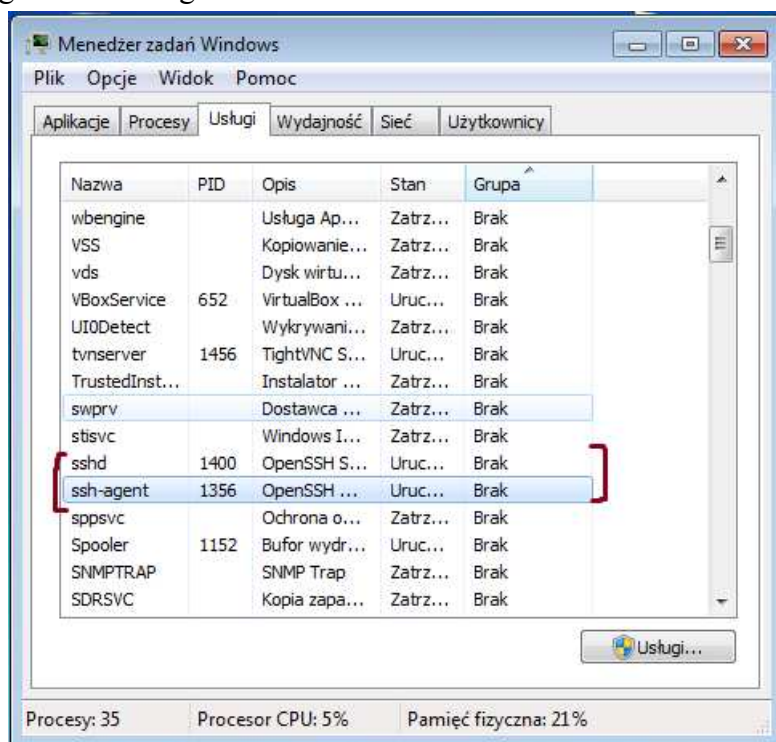 Menedżer zadań Windows
Plik Opcje Widok Pomoc
Aplikacje Procesy Usługi Wydajność Sieć Użytkownicy
Nazwa PID Opis Stan Grupa
wbengine Usługa Ap... Zatrz... Brak
VSS Kopiowanie... Zatrz... Brak
vds Dysk wirtu... Zatrz... Brak
VBoxService 652 VirtualBox ... Uruc... Brak
UI0Detect Wykrywani... Zatrz... Brak
tvnserver 1456 TightVNC S... Uruc... Brak
TrustedInst... Instalator ... Zatrz... Brak
swprv Dostawca ... Zatrz... Brak
stisvc Windows I... Zatrz... Brak
sshd 1400 OpenSSH S... Uruc... Brak
ssh-agent 1356 OpenSSH ... Uruc... Brak
sppsvc Ochrona o... Zatrz... Brak
Spooler 1152 Bufor wydr... Uruc... Brak
SNMPTRAP SNMP Trap Zatrz... Brak
SDRSVC Kopia zapa... Zatrz... Brak
Usługi...
Procesy: 35 Procesor CPU: 5% Pamięć fizyczna: 21%